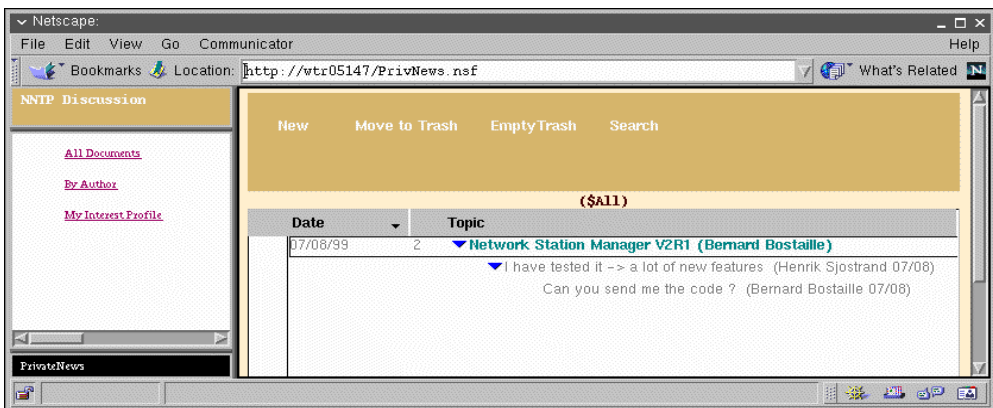 Netscape:
File Edit View Go Communicator Help
Bookmarks Location: http://wtr05147/PrivNews.nsf What's Related N
NNTP Discussion
New Move to Trash EmptyTrash Search
All Documents
By Author
My Interest Profile
($All)
Date Topic
07/08/99 2 Network Station Manager V2R1 (Bernard Bostaille)
I have tested it -> a lot of new features (Henrik Sjostrand 07/08)
Can you send me the code ? (Bernard Bostaille 07/08)
PrivateNews